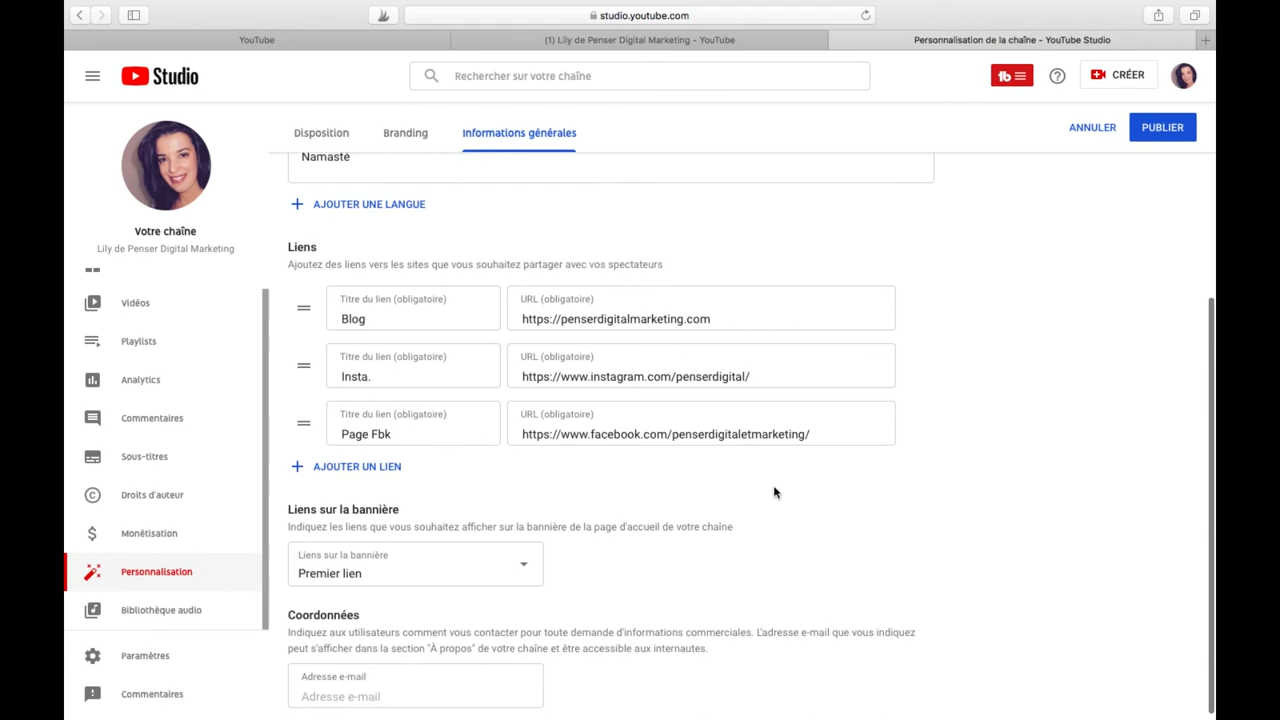 studio.youtube.com
YouTube
(1) Lily de Penser Digital Marketing - YouTube
Personnalisation de la chaîne - YouTube Studio
Studio
Rechercher sur votre chaîne
CRÉER
Disposition
Branding
Informations générales
ANNULER
PUBLIER
Namasté
AJOUTER UNE LANGUE
Votre chaîne
Lily de Penser Digital Marketing
Vidéos
Playlists
Analytics
Commentaires
Sous-titres
Droits d'auteur
Monétisation
Personnalisation
Bibliothèque audio
Paramètres
Commentaires
Liens
Ajoutez des liens vers les sites que vous souhaitez partager avec vos spectateurs
Titre du lien (obligatoire)
Blog
URL (obligatoire)
https://penserdigitalmarketing.com
Titre du lien (obligatoire)
Insta.
URL (obligatoire)
https://www.instagram.com/penserdigital/
Titre du lien (obligatoire)
Page Fbk
URL (obligatoire)
https://www.facebook.com/penserdigitaletmarketing/
AJOUTER UN LIEN
Liens sur la bannière
Indiquez les liens que vous souhaitez afficher sur la bannière de la page d'accueil de votre chaîne
Liens sur la bannière
Premier lien
Coordonnées
Indiquez aux utilisateurs comment vous contacter pour toute demande d'informations commerciales. L'adresse e-mail que vous indiquez
peut s'afficher dans la section "À propos" de votre chaîne et être accessible aux internautes.
Adresse e-mail
Adresse e-mail